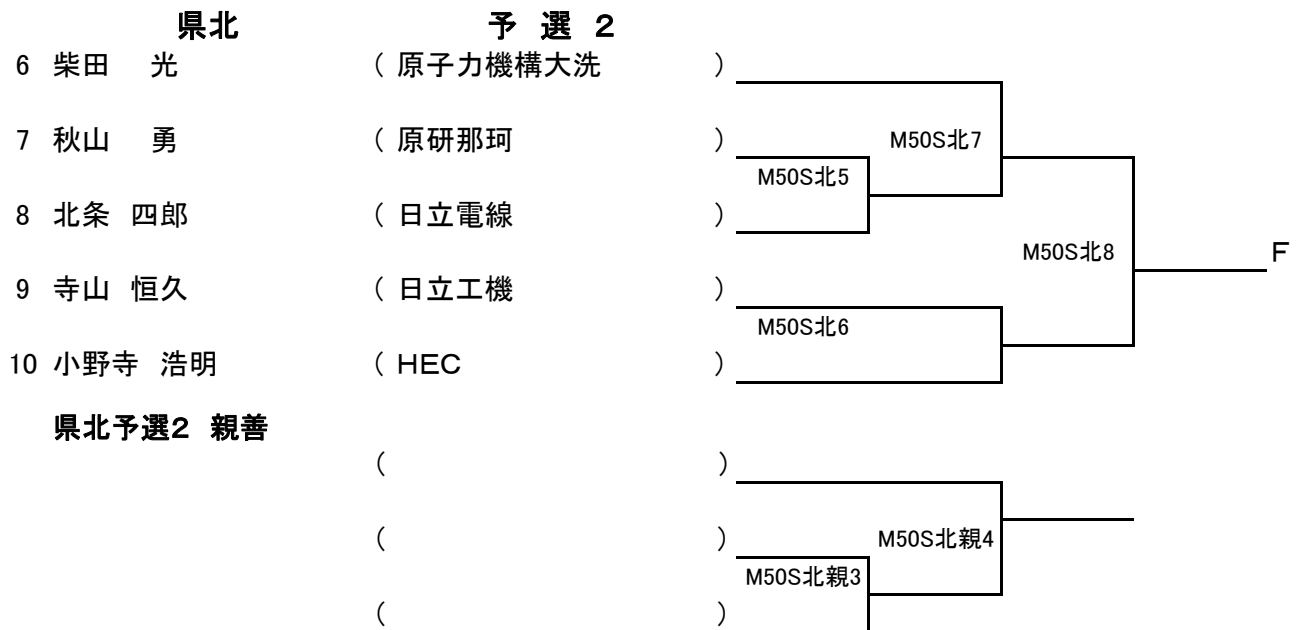 県北 予 選 2
6 柴田 光 ( 原子力機構大洗 )
7 秋山 勇 ( 原研那珂 ) M50S北7
M50S北5
8 北条 四郎 ( 日立電線 )
M50S北8 F
9 寺山 恒久 ( 日立工機 )
M50S北6
10 小野寺 浩明 ( HEC )
県北予選2 親善
( )
( ) M50S北親4
M50S北親3
( )